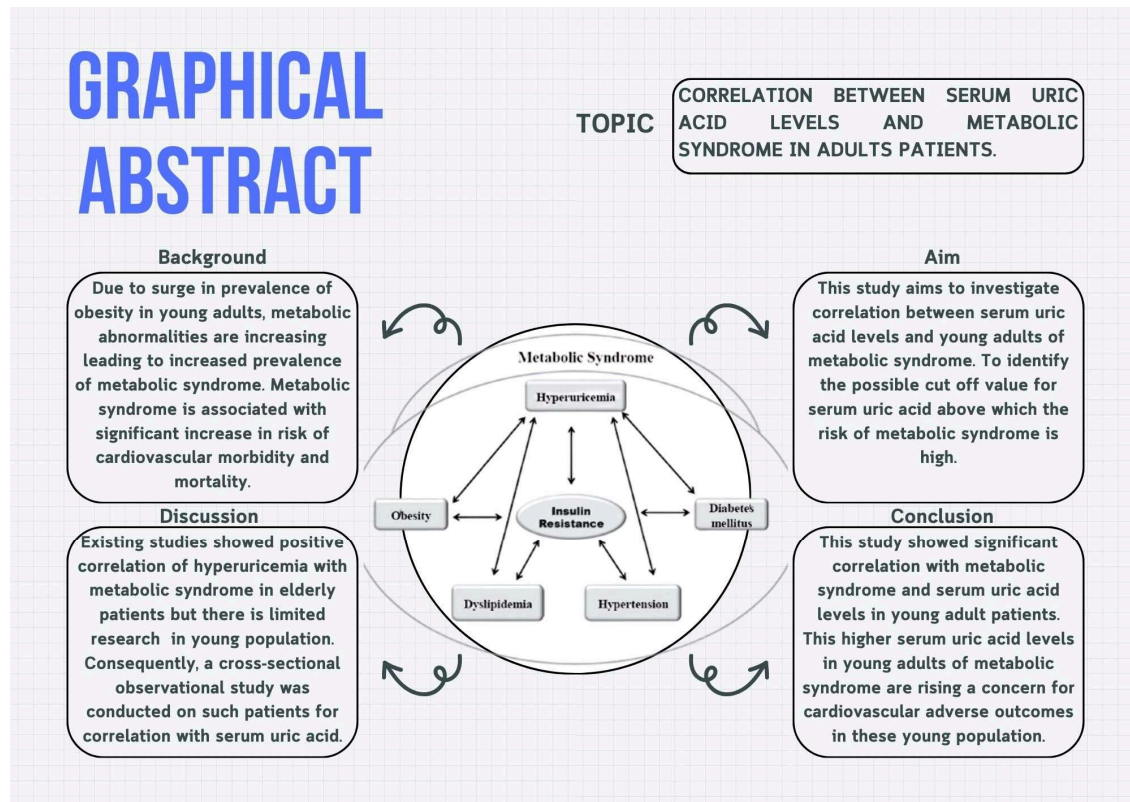 GRAPHICAL
ABSTRACT
TOPIC
CORRELATION BETWEEN SERUM URIC
ACID LEVELS AND METABOLIC
SYNDROME IN ADULTS PATIENTS.
Background
Due to surge in prevalence of
obesity in young adults, metabolic
abnormalities are increasing
leading to increased prevalence
of metabolic syndrome. Metabolic
syndrome is associated with
significant increase in risk of
cardiovascular morbidity and
mortality.
Aim
This study aims to investigate
correlation between serum uric
acid levels and young adults of
metabolic syndrome. To identify
the possible cut off value for
serum uric acid above which the
risk of metabolic syndrome is
high.
Metabolic Syndrome
Hyperuricemia
Obesity
Insulin
Resistance
Diabetes
mellitus
Dyslipidemia
Hypertension
Discussion
Existing studies showed positive
correlation of hyperuricemia with
metabolic syndrome in elderly
patients but there is limited
research in young population.
Consequently, a cross-sectional
observational study was
conducted on such patients for
correlation with serum uric acid.
Conclusion
This study showed significant
correlation with metabolic
syndrome and serum uric acid
levels in young adult patients.
This higher serum uric acid levels
in young adults of metabolic
syndrome are rising a concern for
cardiovascular adverse outcomes
in these young population.